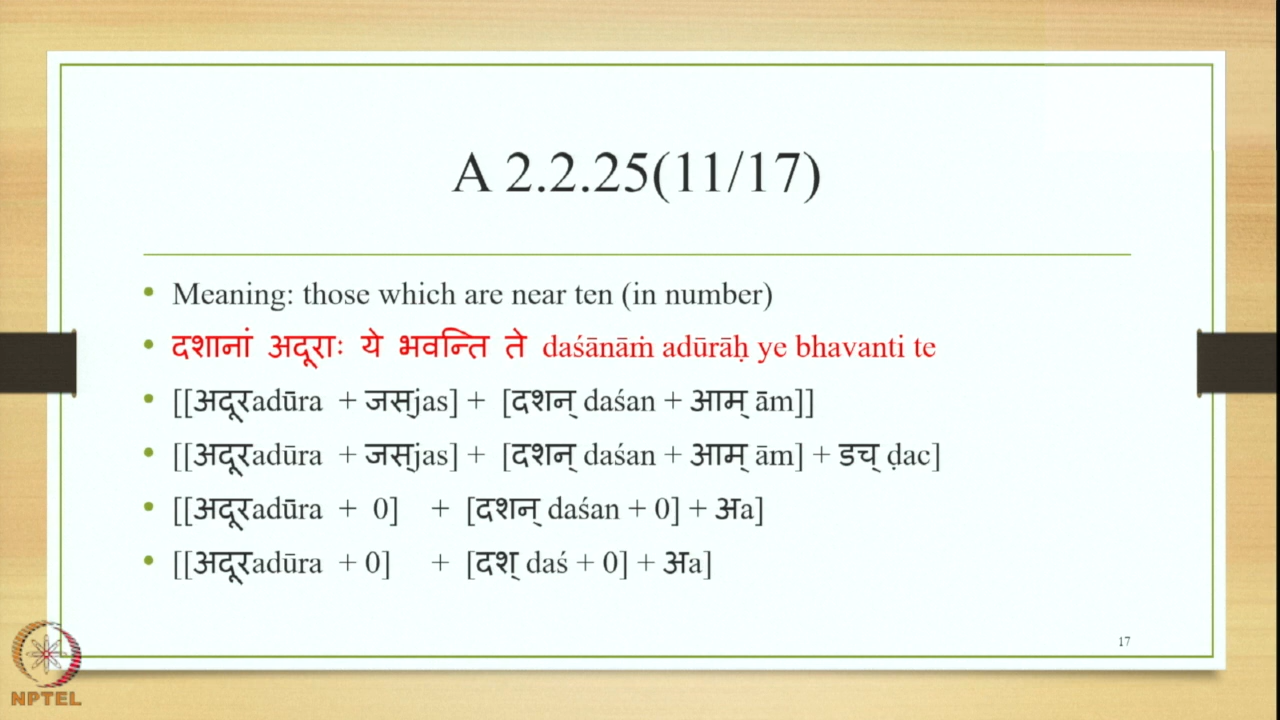 A 2.2.25(11/17)
• Meaning: those which are near ten (in number)
• दशानां अदूराः ये भवन्ति ते daśānāṁ adūrāḥ ye bhavanti te
• [[अदूरadūra + जस्jas] + [दशन् daśan + आम् ām]]
• [[अदूरadūra + जस्jas] + [दशन् daśan + आम् ām] + डच् ḍac]
• [[अदूरadūra + 0] + [दशन् daśan + 0] + अa]
• [[अदूरadūra + 0] + [दश् daś + 0] + अa]
17
NPTEL